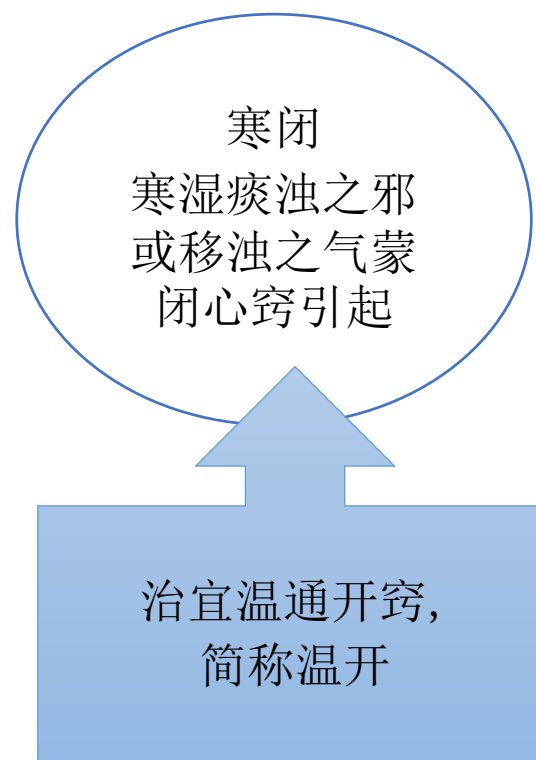 寒闭
寒湿痰浊之邪
或移浊之气蒙
闭心窍引起
治宜温通开窍,
简称温开